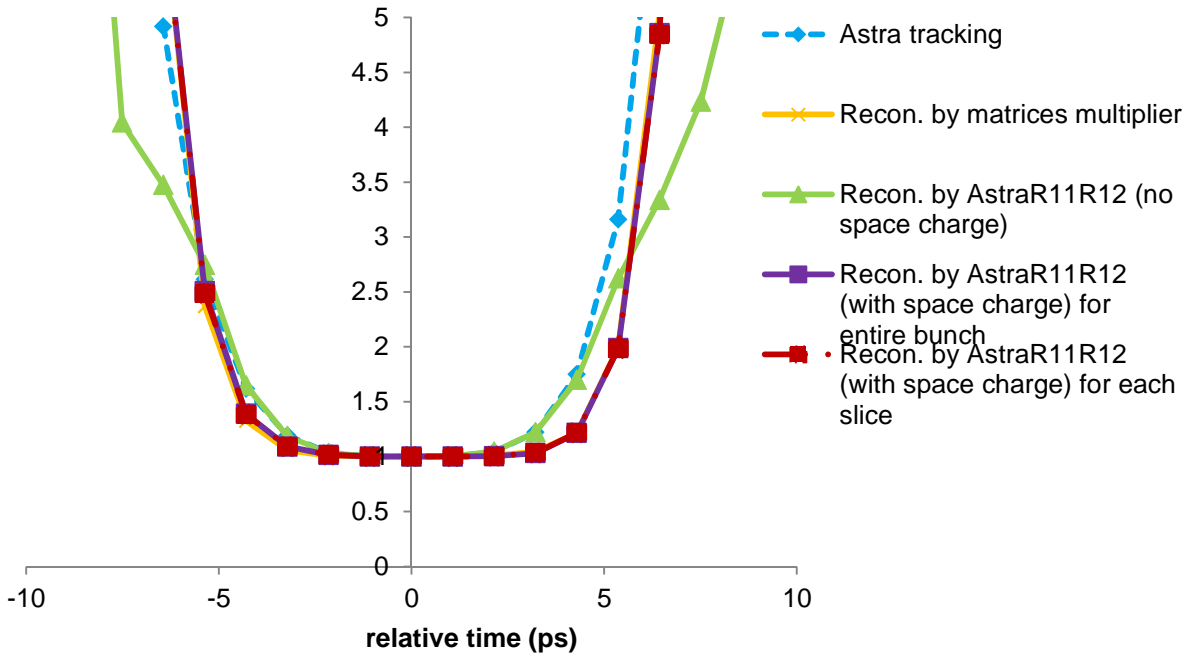 5
4.5
4
3.5
3
2.5
2
1.5
1
0.5
0
-10
-5
0
5
10
relative time (ps)
Astra tracking
Recon. by matrices multiplier
Recon. by AstraR11R12 (no
space charge)
Recon. by AstraR11R12
(with space charge) for
entire bunch
Recon. by AstraR11R12
(with space charge) for each
slice